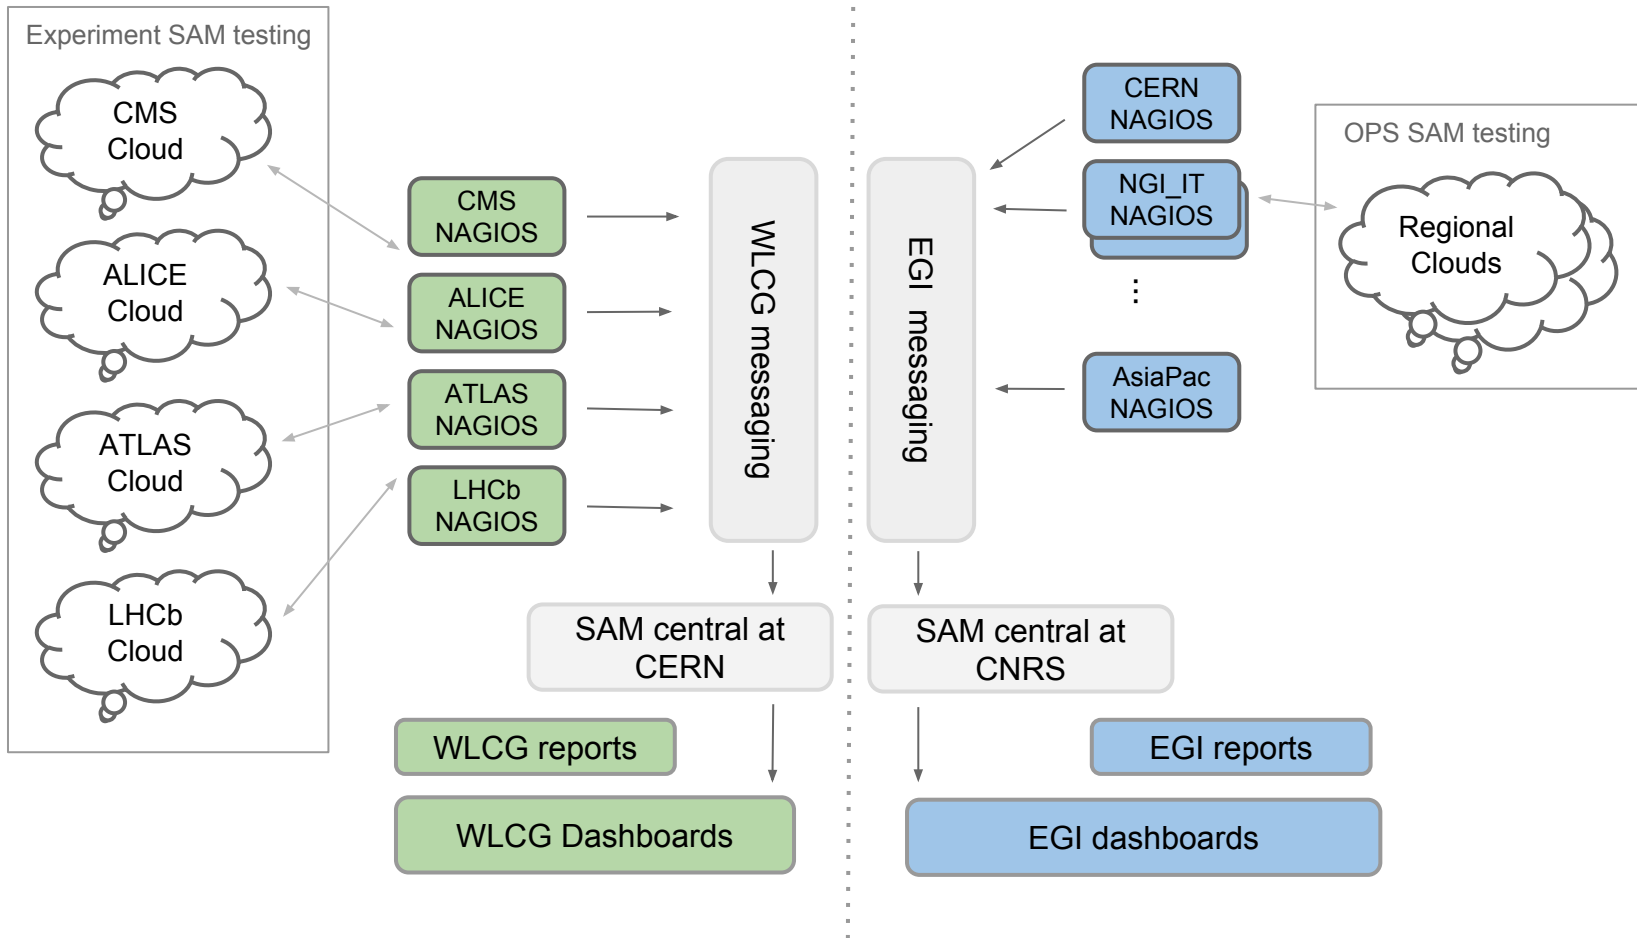 Experiment SAM testing
CMS
Cloud
ALICE
Cloud
ATLAS
Cloud
LHCb
Cloud
CMS
NAGIOS
ALICE
NAGIOS
ATLAS
NAGIOS
LHCb
NAGIOS
WLCG messaging
SAM central at
CERN
WLCG reports
WLCG Dashboards
EGI messaging
CERN
NAGIOS
NGI_IT
NAGIOS
...
AsiaPac
NAGIOS
OPS SAM testing
Regional
Clouds
SAM central at
CNRS
EGI reports
EGI dashboards